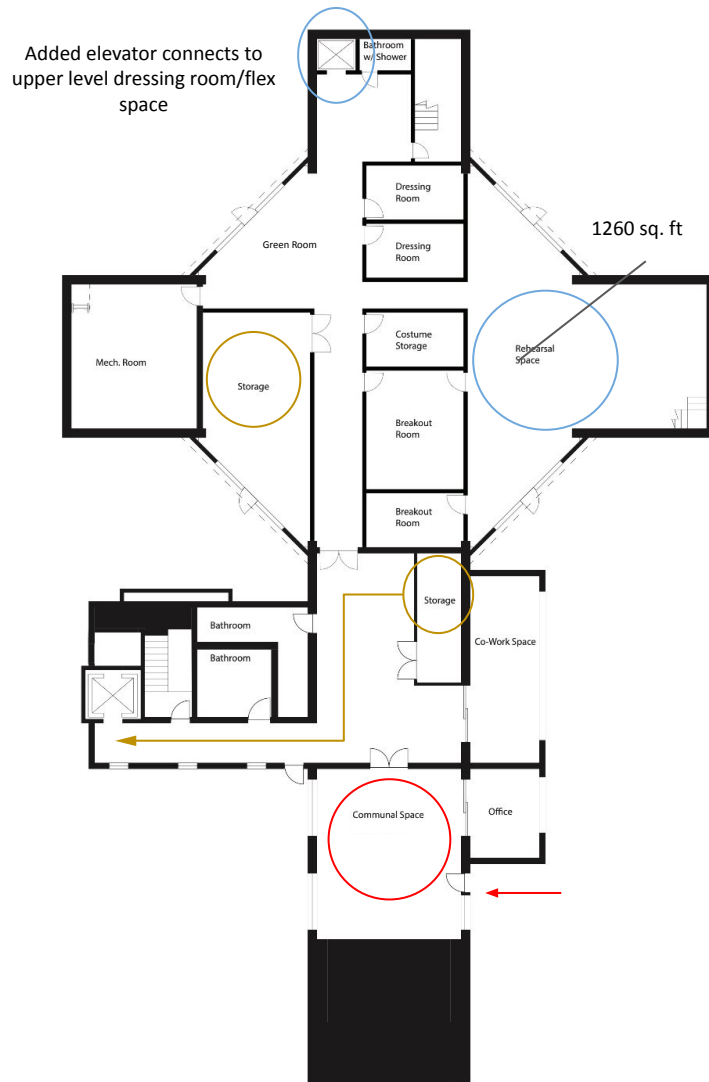 Added elevator connects to
upper level dressing room/flex
space
Bathroom
w/ Shower
Dressing
Room
1260 sq. ft
Green Room
Dressing
Room
Costume
Storage
Rehearsal
Space
Mech. Room
Storage
Breakout
Room
Breakout
Room
Storage
Bathroom
Co-Work Space
Bathroom
Communal Space
Office